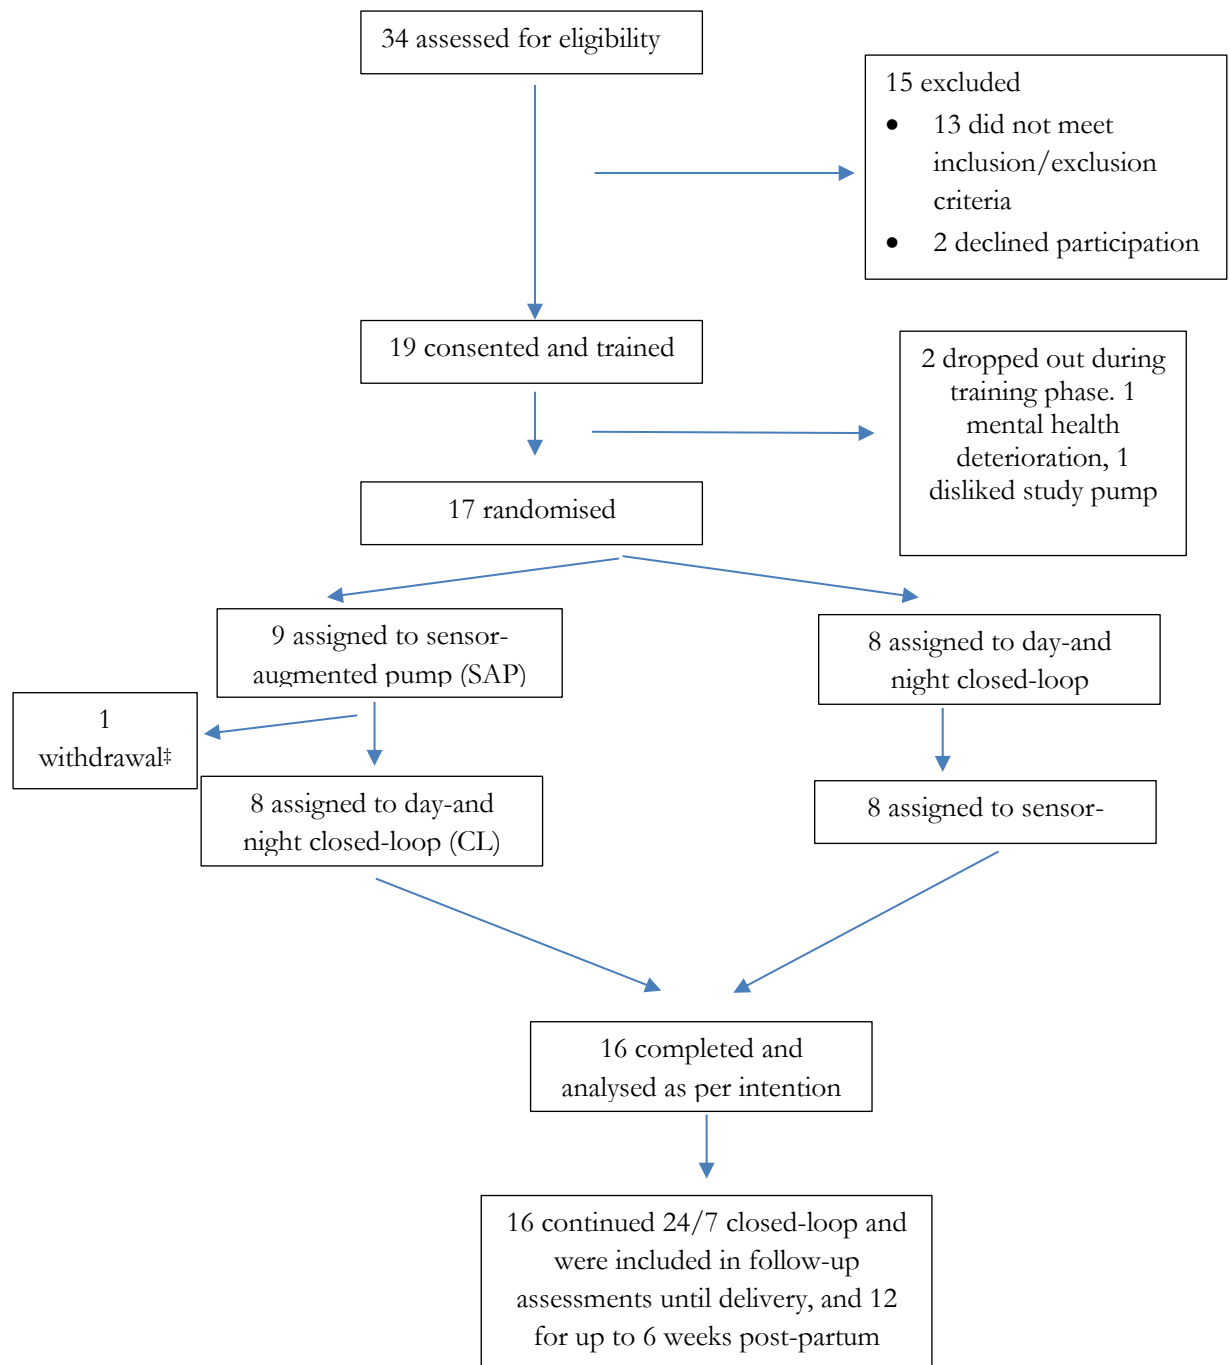 34 assessed for eligibility
15 excluded
• 13 did not meet
inclusion/exclusion
criteria
• 2 declined participation
19 consented and trained
2 dropped out during
training phase. 1
mental health
deterioration, 1
disliked study pump
17 randomised
9 assigned to sensor-
augmented pump (SAP)
8 assigned to day-and
night closed-loop
1
withdrawal‡
8 assigned to day-and
night closed-loop (CL)
8 assigned to sensor-
16 completed and
analysed as per intention
16 continued 24/7 closed-loop and
were included in follow-up
assessments until delivery, and 12
for up to 6 weeks post-partum